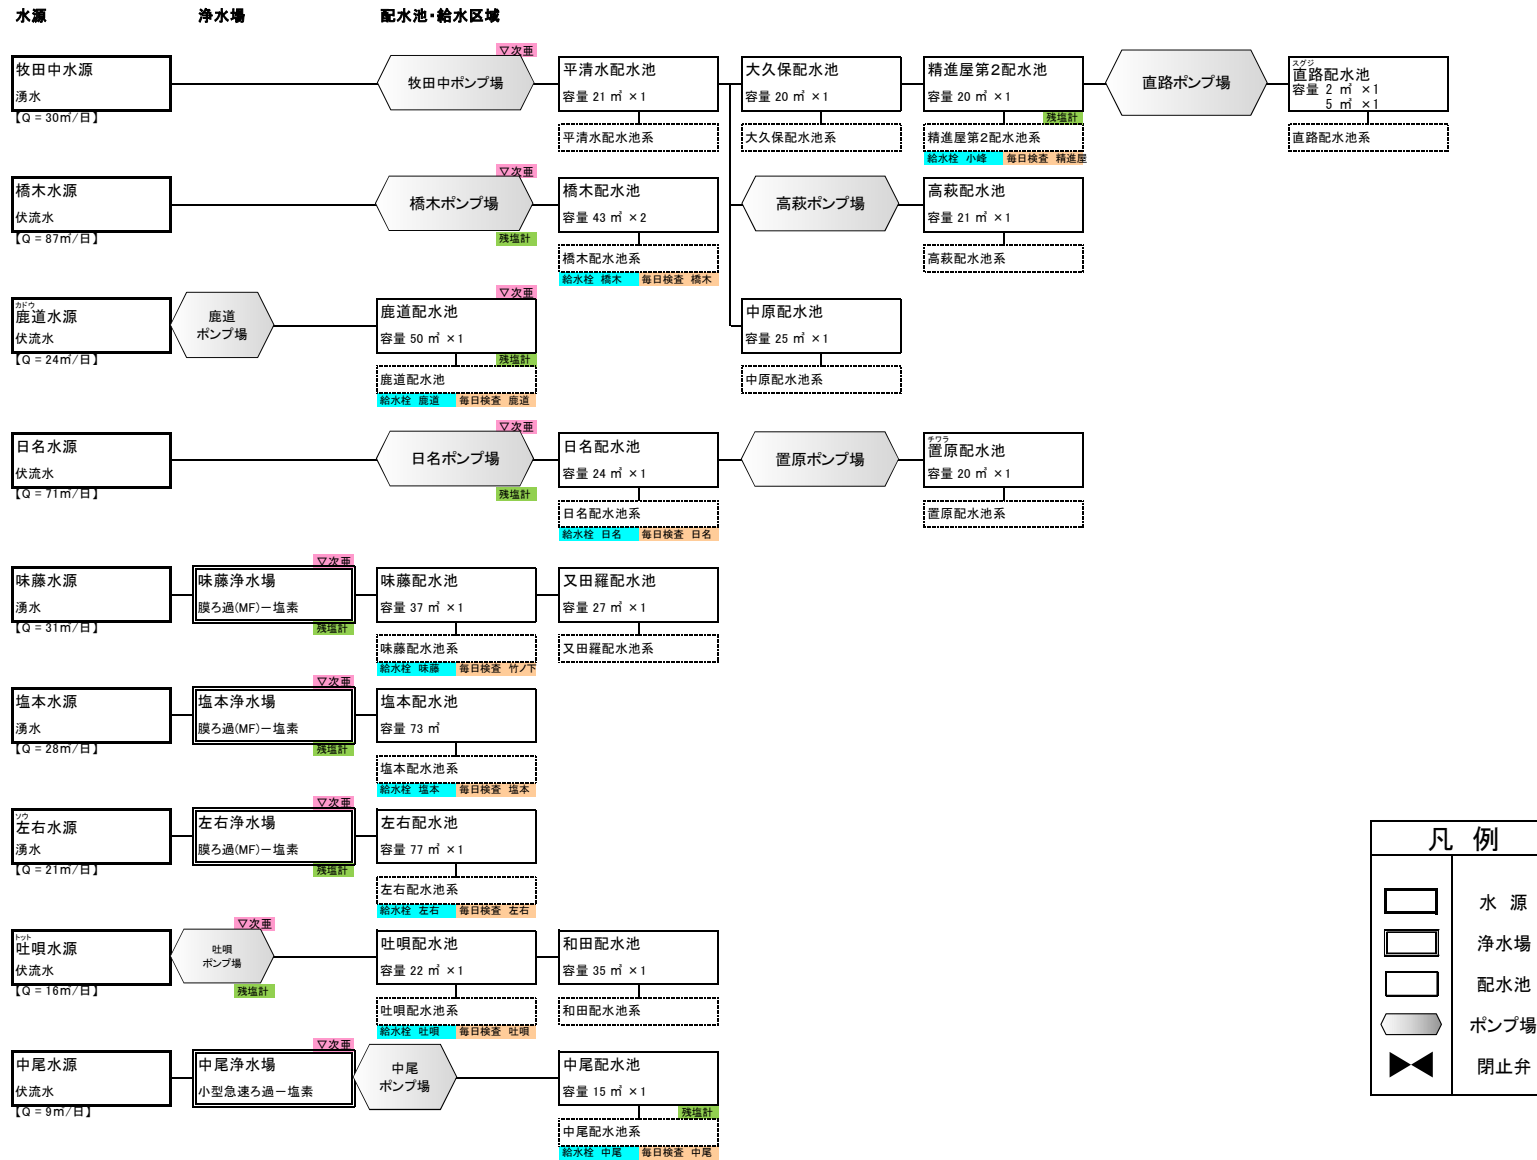 水源 浄水場 配水池・給水区域
▽次亜
牧田中水源
湧水
【Q = 30㎥/日】
牧田中ポンプ場
平清水配水池
容量 21 ㎥ ×1
平清水配水池系
大久保配水池
容量 20 ㎥ ×1
大久保配水池系
精進屋第2配水池
容量 20 ㎥ ×1
残塩計
精進屋第2配水池系
給水栓 小峰 毎日検査 精進屋
直路ポンプ場
スグジ
直路配水池
容量 2 ㎥ ×1
5 ㎥ ×1
直路配水池系
▽次亜
橋木水源
伏流水
【Q = 87㎥/日】
橋木ポンプ場
残塩計
橋木配水池
容量 43 ㎥ ×2
橋木配水池系
給水栓 橋木 毎日検査 橋木
高萩ポンプ場
高萩配水池
容量 21 ㎥ ×1
高萩配水池系
カドウ
鹿道水源
伏流水
【Q = 24㎥/日】
鹿道
ポンプ場
▽次亜
鹿道配水池
容量 50 ㎥ ×1
残塩計
鹿道配水池
給水栓 鹿道 毎日検査 鹿道
中原配水池
容量 25 ㎥ ×1
中原配水池系
▽次亜
日名水源
伏流水
【Q = 71㎥/日】
日名ポンプ場
残塩計
日名配水池
容量 24 ㎥ ×1
日名配水池系
給水栓 日名 毎日検査 日名
置原ポンプ場
チワラ
置原配水池
容量 20 ㎥ ×1
置原配水池系
▽次亜
味藤水源
湧水
【Q = 31㎥/日】
味藤浄水場
膜ろ過(MF)－塩素
残塩計
味藤配水池
容量 37 ㎥ ×1
味藤配水池系
給水栓 味藤 毎日検査 竹ノ下
又田羅配水池
容量 27 ㎥ ×1
又田羅配水池系
▽次亜
塩本水源
湧水
【Q = 28㎥/日】
塩本浄水場
膜ろ過(MF)－塩素
残塩計
塩本配水池
容量 73 ㎥
塩本配水池系
給水栓 塩本 毎日検査 塩本
▽次亜
ソウ
左右水源
湧水
【Q = 21㎥/日】
左右浄水場
膜ろ過(MF)－塩素
残塩計
左右配水池
容量 77 ㎥ ×1
左右配水池系
給水栓 左右 毎日検査 左右
▽次亜
トット
吐唄水源
伏流水
【Q = 16㎥/日】
吐唄
ポンプ場
残塩計
吐唄配水池
容量 22 ㎥ ×1
吐唄配水池系
給水栓 吐唄 毎日検査 吐唄
和田配水池
容量 35 ㎥ ×1
和田配水池系
▽次亜
中尾水源
伏流水
【Q = 9㎥/日】
中尾浄水場
小型急速ろ過－塩素
中尾
ポンプ場
中尾配水池
容量 15 ㎥ ×1
残塩計
中尾配水池系
給水栓 中尾 毎日検査 中尾
凡 例
水 源
浄水場
配水池
ポンプ場
閉止弁